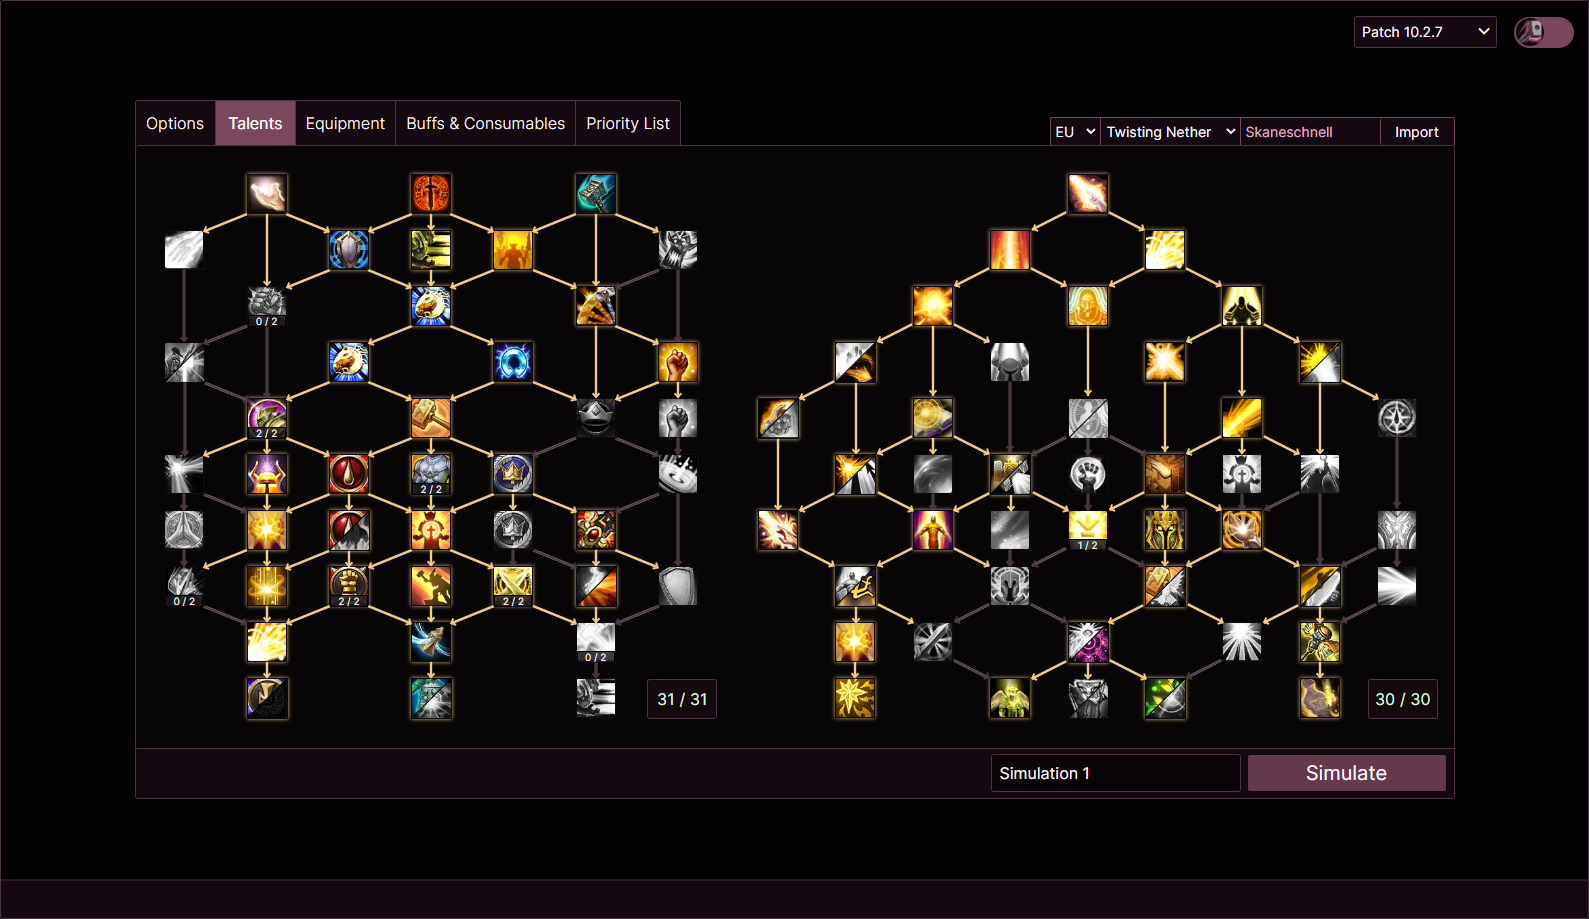 Patch 10.2.7
Options
Talents
Equipment
Buffs & Consumables
Priority List
EU
Twisting Nether
Skaneschnell
Import
0 / 2
2 / 2
2 / 2
1 / 2
0 / 2
2 / 2
2 / 2
0 / 2
31 / 31
30 / 30
Simulation 1
Simulate